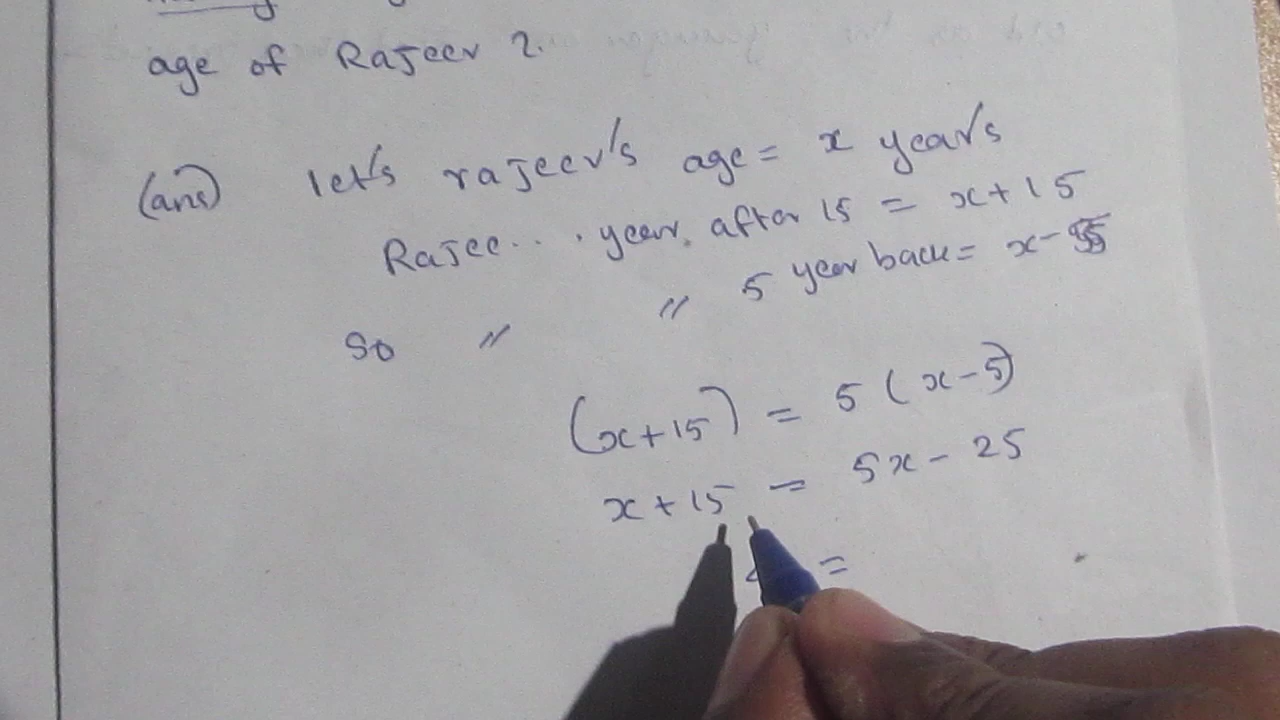 age of Rajeev ?.
(ans) let's rajeev's age = x year's
Rajee... year after 15 = x+15
So " " 5 year back = x-5
(x+15) = 5(x-5)
x+15 = 5x-25
=